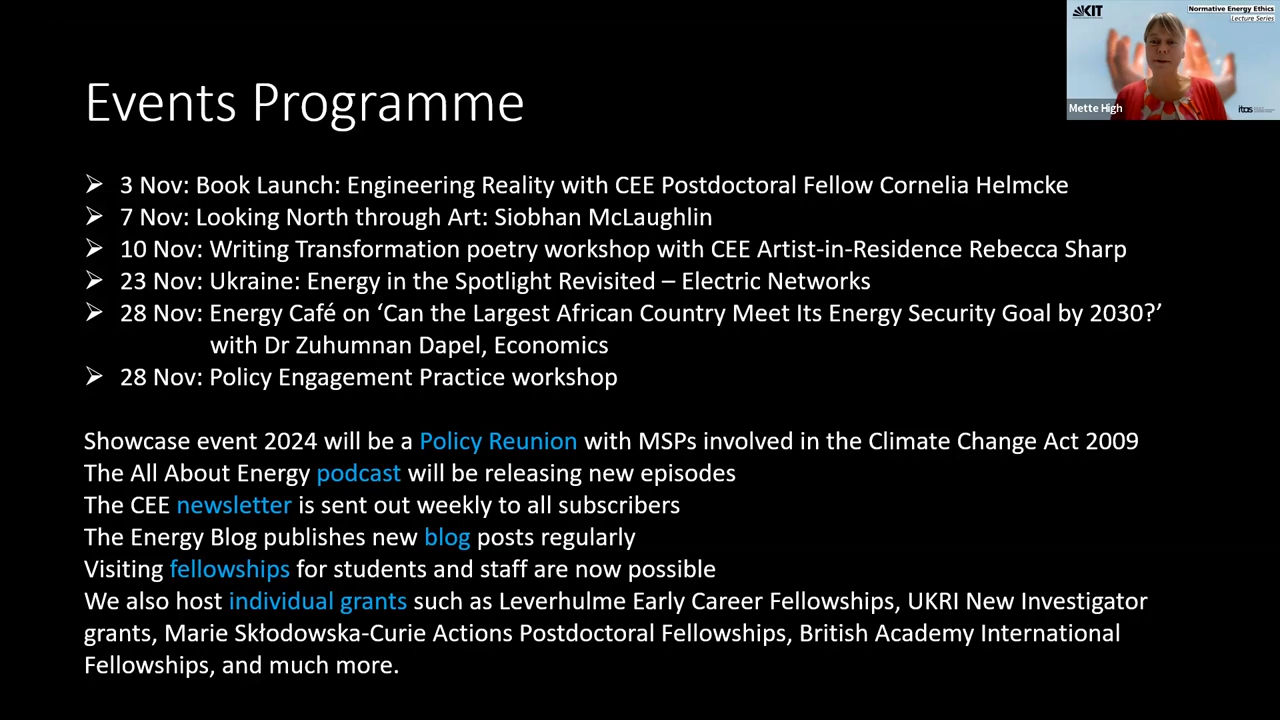 KIT
Normative Energy Ethics
Lecture Series
Mette High
itas
Events Programme
➢ 3 Nov: Book Launch: Engineering Reality with CEE Postdoctoral Fellow Cornelia Helmcke
➢ 7 Nov: Looking North through Art: Siobhan McLaughlin
➢ 10 Nov: Writing Transformation poetry workshop with CEE Artist-in-Residence Rebecca Sharp
➢ 23 Nov: Ukraine: Energy in the Spotlight Revisited – Electric Networks
➢ 28 Nov: Energy Café on ‘Can the Largest African Country Meet Its Energy Security Goal by 2030?’
with Dr Zuhumnan Dapel, Economics
➢ 28 Nov: Policy Engagement Practice workshop
Showcase event 2024 will be a Policy Reunion with MSPs involved in the Climate Change Act 2009
The All About Energy podcast will be releasing new episodes
The CEE newsletter is sent out weekly to all subscribers
The Energy Blog publishes new blog posts regularly
Visiting fellowships for students and staff are now possible
We also host individual grants such as Leverhulme Early Career Fellowships, UKRI New Investigator
grants, Marie Skłodowska-Curie Actions Postdoctoral Fellowships, British Academy International
Fellowships, and much more.